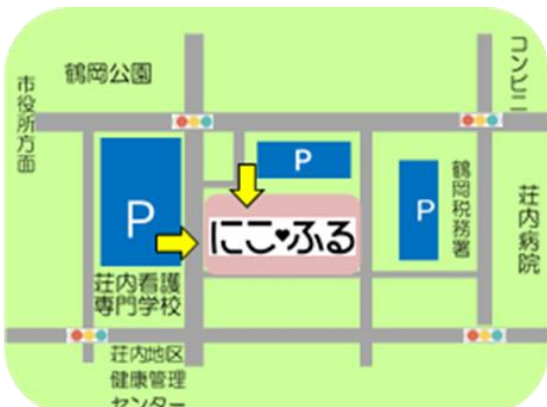 コンビニ
鶴岡公園
市役所方面
P
P
P
鶴岡税務署
荘内病院
にこ♥ふる
荘内看護
専門学校
荘内地区
健康管理
センター